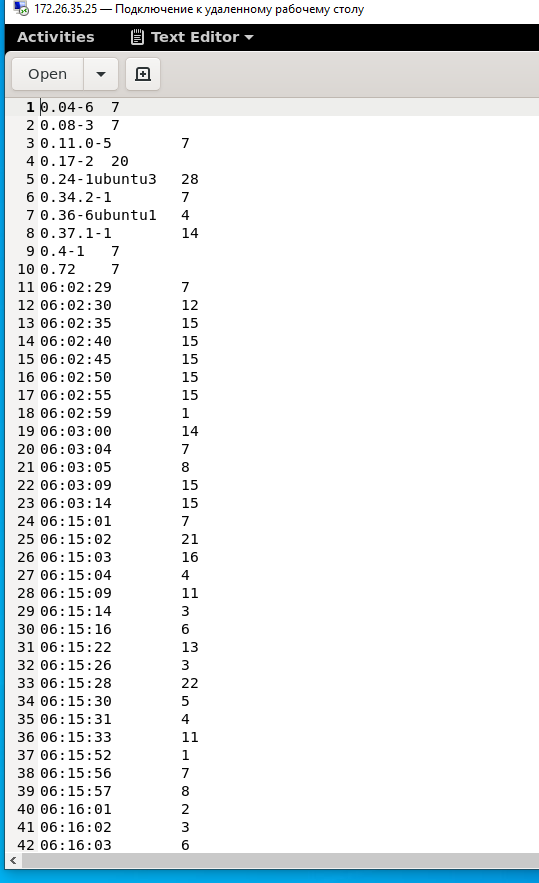 172.26.35.25 — Подключение к удаленному рабочему столу
Activities Text Editor
Open
1 0.04-6 7
2 0.08-3 7
3 0.11.0-5 7
4 0.17-2 20
5 0.24-1ubuntu3 28
6 0.34.2-1 7
7 0.36-6ubuntu1 4
8 0.37.1-1 14
9 0.4-1 7
10 0.72 7
11 06:02:29 7
12 06:02:30 12
13 06:02:35 15
14 06:02:40 15
15 06:02:45 15
16 06:02:50 15
17 06:02:55 15
18 06:02:59 1
19 06:03:00 14
20 06:03:04 7
21 06:03:05 8
22 06:03:09 15
23 06:03:14 15
24 06:15:01 7
25 06:15:02 21
26 06:15:03 16
27 06:15:04 4
28 06:15:09 11
29 06:15:14 3
30 06:15:16 6
31 06:15:22 13
32 06:15:26 3
33 06:15:28 22
34 06:15:30 5
35 06:15:31 4
36 06:15:33 11
37 06:15:52 1
38 06:15:56 7
39 06:15:57 8
40 06:16:01 2
41 06:16:02 3
42 06:16:03 6